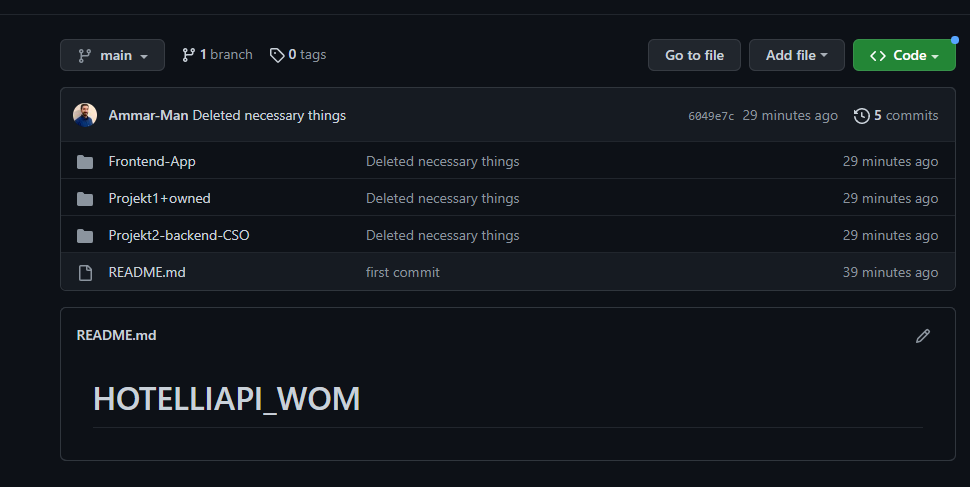 main 1 branch 0 tags Go to file Add file Code
Ammar-Man Deleted necessary things 6049e7c 29 minutes ago 5 commits
Frontend-App Deleted necessary things 29 minutes ago
Projekt1+owned Deleted necessary things 29 minutes ago
Projekt2-backend-CSO Deleted necessary things 29 minutes ago
README.md first commit 39 minutes ago
README.md
HOTELLIAPI_WOM